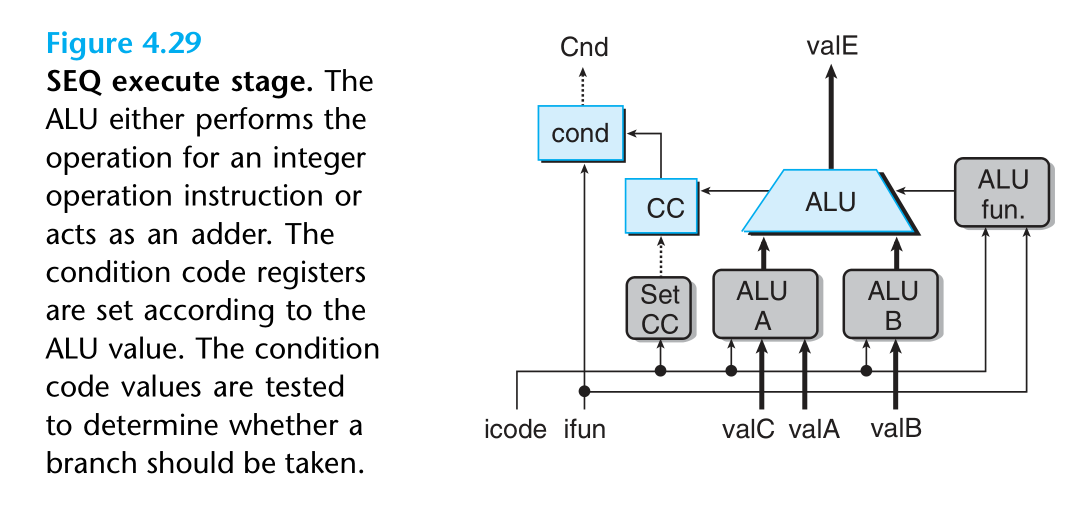 Figure 4.29
SEQ execute stage. The
ALU either performs the
operation for an integer
operation instruction or
acts as an adder. The
condition code registers
are set according to the
ALU value. The condition
code values are tested
to determine whether a
branch should be taken.
Cnd
valE
cond
CC
ALU
ALU
fun.
Set
CC
ALU
A
ALU
B
icode
ifun
valC
valA
valB